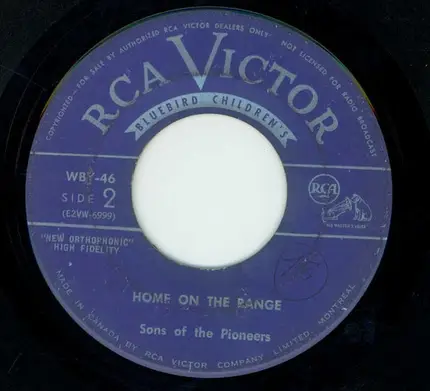 COPYRIGHTED - FOR SALE BY AUTHORIZED RCA VICTOR DEALERS ONLY - NOT LICENSED FOR RADIO BROADCAST
RCA VICTOR
BLUEBIRD CHILDREN'S
WBY-46
SIDE 2
(E2VW-6999)
RCA
"HIS MASTER'S VOICE"
"NEW ORTHOPHONIC"
HIGH FIDELITY
HOME ON THE RANGE
Sons of the Pioneers
MADE IN CANADA BY RCA VICTOR COMPANY LIMITED MONTREAL